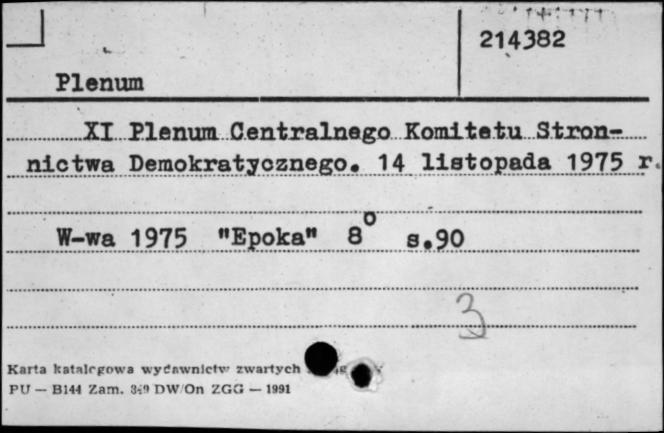 214382
Plenum
XI Plenum Centralnego Komitetu Stron-
nictwa Demokratycznego. 14 listopada 1975 r.
W-wa 1975 "Epoka" 8° s.90
3
Karta katalogowa wydawnictw zwartych
PU — B144 Zam. 349 DW/On ZGG — 1991